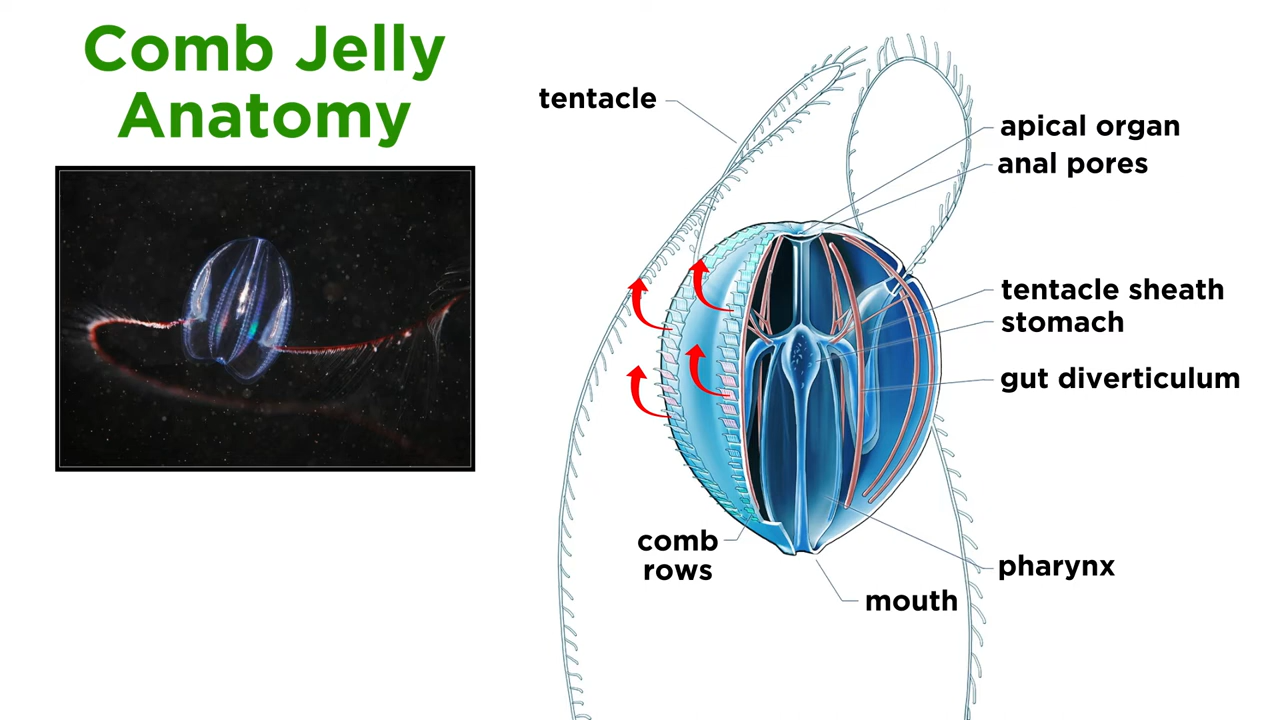 Comb Jelly
Anatomy
tentacle
apical organ
anal pores
tentacle sheath
stomach
gut diverticulum
comb
rows
pharynx
mouth